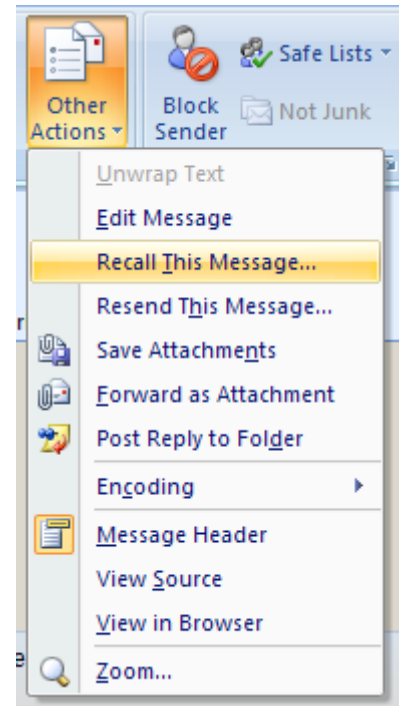 Other
Actions
Block
Sender
Safe Lists
Not Junk
Unwrap Text
Edit Message
Recall This Message...
Resend This Message...
Save Attachments
Forward as Attachment
Post Reply to Folder
Encoding
Message Header
View Source
View in Browser
Zoom...